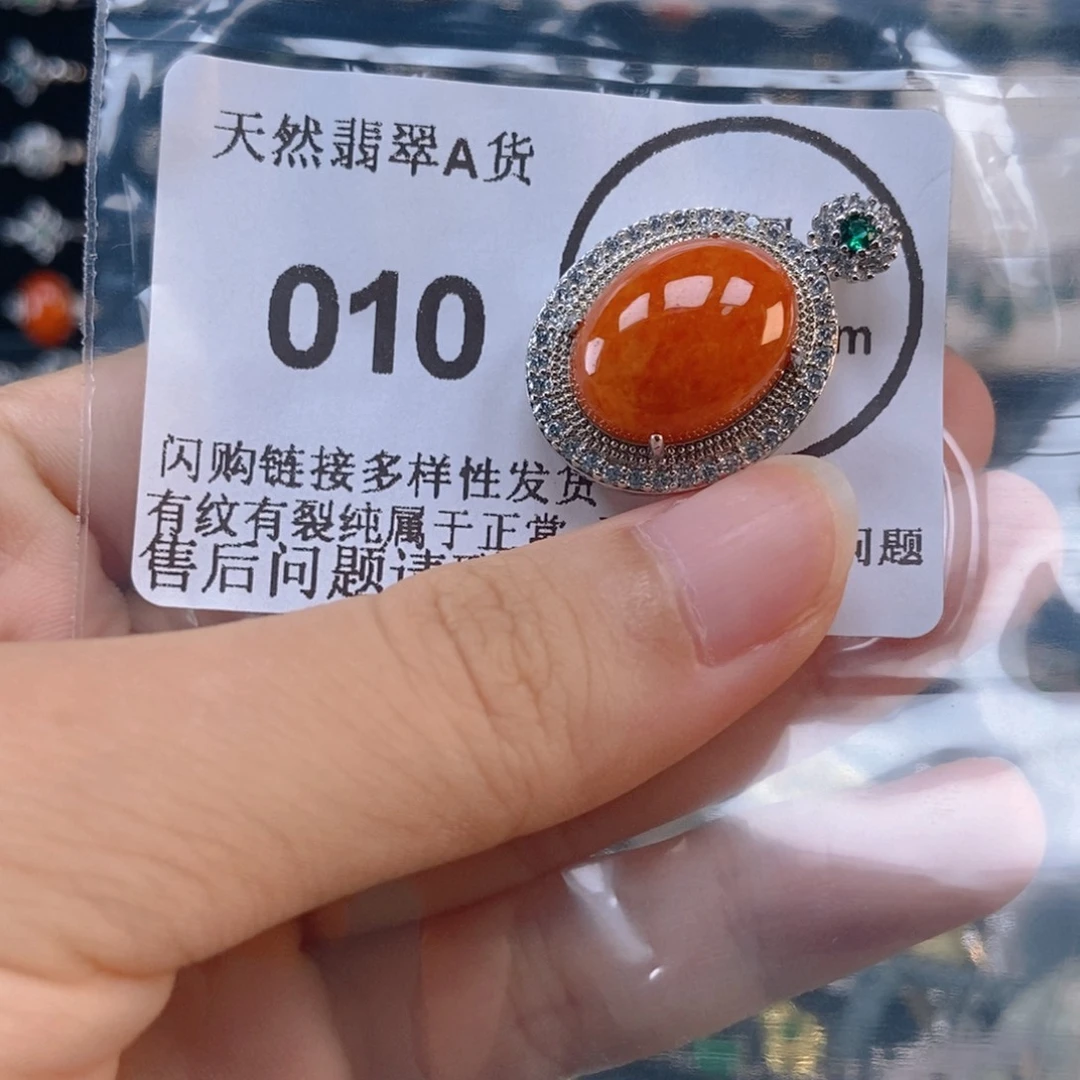 天然翡翠A货
010
m
闪购链接多样性发货
有纹有裂纯属于正常
问题
售后问题请